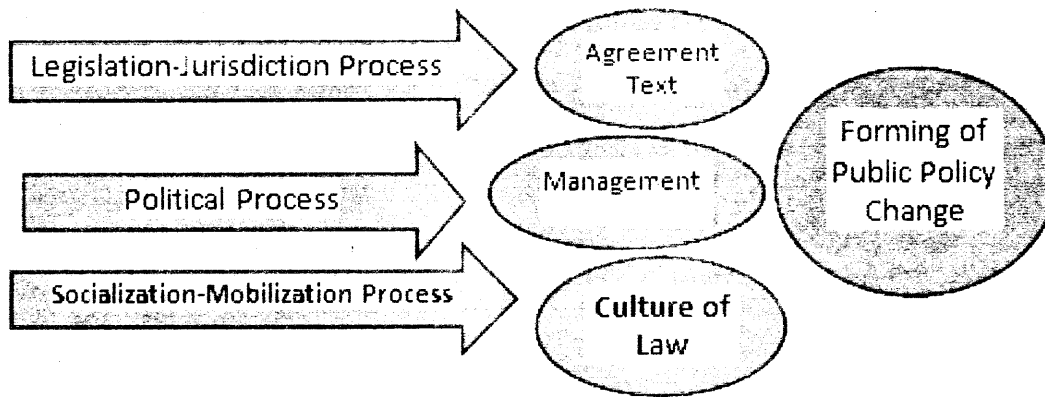 Legislation-Jurisdiction Process
Agreement
Text
Political Process
Management
Socialization-Mobilization Process
Culture of
Law
Forming of
Public Policy
Change